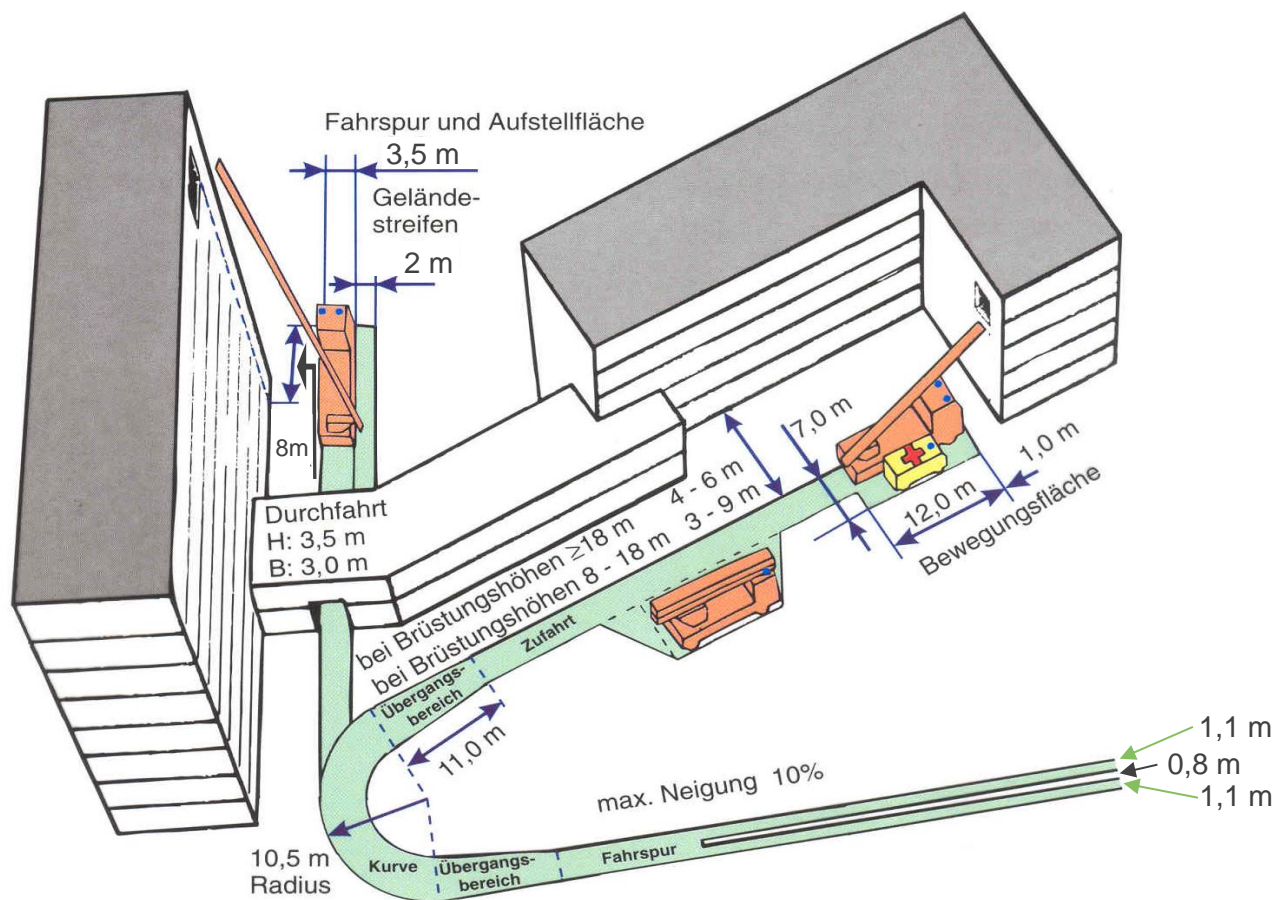 Fahrspur und Aufstellfläche
3,5 m
Gelände-
streifen
2 m
8m
Durchfahrt
H: 3,5 m
B: 3,0 m
7,0 m
1,0 m
12,0 m
Bewegungsfläche
bei Brüstungshöhen ≥18 m 4 - 6 m
bei Brüstungshöhen 8 - 18 m 3 - 9 m
Zufahrt
Übergangs-
bereich
11,0 m
max. Neigung 10%
1,1 m
0,8 m
1,1 m
10,5 m
Radius
Kurve
Übergangs-
bereich
Fahrspur